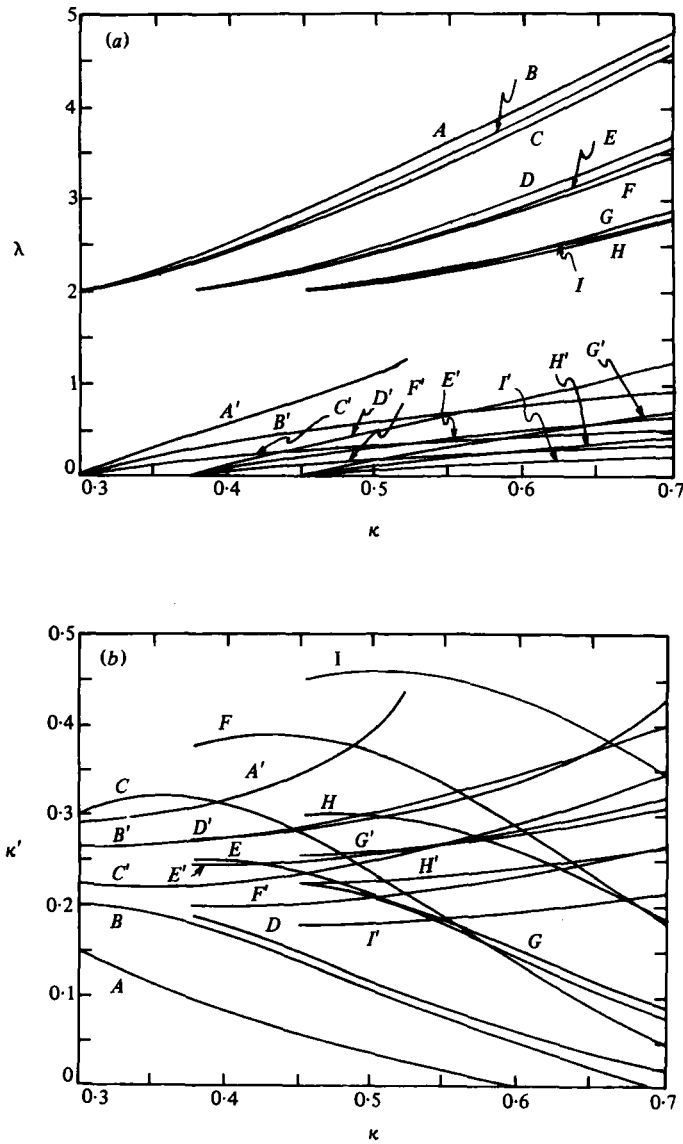 5
(a)
B
4
A
C
E
D
3
F
G
λ
H
2
I
G'
H'
1
A'
F'
E'
I'
D'
C'
B'
0
0·3
0·4
0·5
0·6
0·7
κ
0·5
(b)
I
F
0·4
A'
C
H
0·3
B'
D'
G'
κ'
E
H'
C'
E'
F'
0·2
B
D
I'
G
A
0·1
0
0·3
0·4
0·5
0·6
0·7
κ